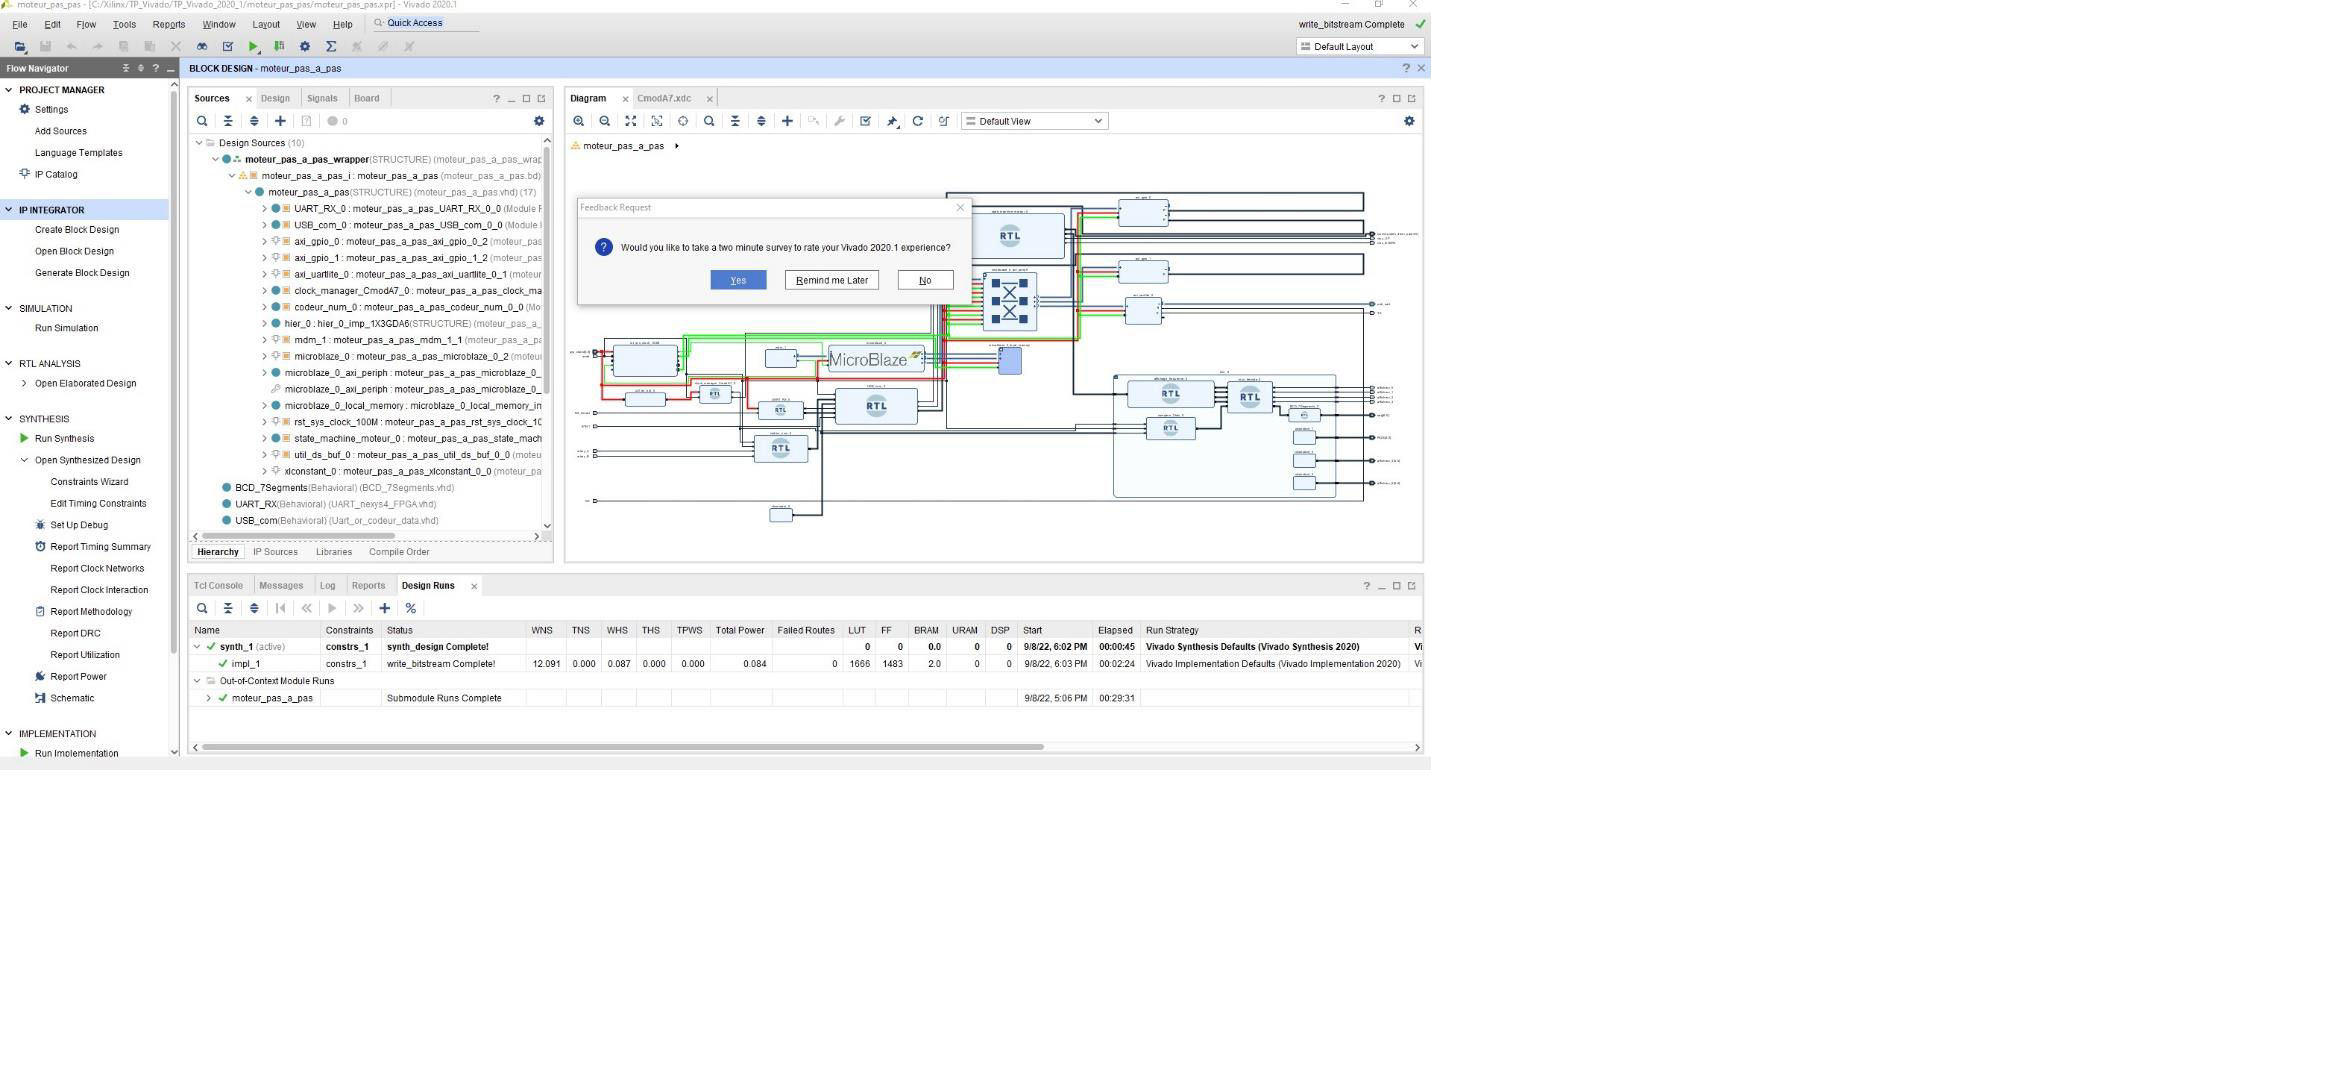 moteur_pas_pas - [C:/Xilinx/TP_Vivado/TP_Vivado_2020_1/moteur_pas_pas/moteur_pas_pas.xpr] - Vivado 2020.1
File Edit Flow Tools Reports Window Layout View Help Quick Access
write_bitstream Complete
Default Layout
Flow Navigator
PROJECT MANAGER
Settings
Add Sources
Language Templates
IP Catalog
IP INTEGRATOR
Create Block Design
Open Block Design
Generate Block Design
SIMULATION
Run Simulation
RTL ANALYSIS
Open Elaborated Design
SYNTHESIS
Run Synthesis
Open Synthesized Design
Constraints Wizard
Edit Timing Constraints
Set Up Debug
Report Timing Summary
Report Clock Networks
Report Clock Interaction
Report Methodology
Report DRC
Report Utilization
Report Power
Schematic
IMPLEMENTATION
Run Implementation
BLOCK DESIGN - moteur_pas_a_pas
Sources Design Signals Board
0
Design Sources (10)
moteur_pas_a_pas_wrapper(STRUCTURE) (moteur_pas_a_pas_wrap
moteur_pas_a_pas_i : moteur_pas_a_pas (moteur_pas_a_pas.bd)
moteur_pas_a_pas(STRUCTURE) (moteur_pas_a_pas.vhd) (17)
UART_RX_0 : moteur_pas_a_pas_UART_RX_0_0 (Module F
USB_com_0 : moteur_pas_a_pas_USB_com_0_0 (Module
axi_gpio_0 : moteur_pas_a_pas_axi_gpio_0_2 (moteur_pas
axi_gpio_1 : moteur_pas_a_pas_axi_gpio_1_2 (moteur_pas
axi_uartlite_0 : moteur_pas_a_pas_axi_uartlite_0_1 (moteur
clock_manager_CmodA7_0 : moteur_pas_a_pas_clock_ma
codeur_num_0 : moteur_pas_a_pas_codeur_num_0_0 (Mo
hier_0 : hier_0_imp_1X3GDA6(STRUCTURE) (moteur_pas_a_
mdm_1 : moteur_pas_a_pas_mdm_1_1 (moteur_pas_a_pas
microblaze_0 : moteur_pas_a_pas_microblaze_0_2 (moteu
microblaze_0_axi_periph : moteur_pas_a_pas_microblaze_0_
microblaze_0_axi_periph : moteur_pas_a_pas_microblaze_0_
microblaze_0_local_memory : microblaze_0_local_memory_in
rst_sys_clock_100M : moteur_pas_a_pas_rst_sys_clock_10
state_machine_moteur_0 : moteur_pas_a_pas_state_mach
util_ds_buf_0 : moteur_pas_a_pas_util_ds_buf_0_0 (moteur
xlconstant_0 : moteur_pas_a_pas_xlconstant_0_0 (moteur_pa
BCD_7Segments(Behavioral) (BCD_7Segments.vhd)
UART_RX(Behavioral) (UART_nexys4_FPGA.vhd)
USB_com(Behavioral) (Uart_or_codeur_data.vhd)
Hierarchy IP Sources Libraries Compile Order
Diagram CmodA7.xdc
Default View
moteur_pas_a_pas
Feedback Request
Would you like to take a two minute survey to rate your Vivado 2020.1 experience?
Yes Remind me Later No
RTL
MicroBlaze
RTL
RTL
RTL
RTL
RTL
RTL
RTL
Tcl Console Messages Log Reports Design Runs
Name Constraints Status WNS TNS WHS THS TPWS Total Power Failed Routes LUT FF BRAM URAM DSP Start Elapsed Run Strategy R
synth_1 (active) constrs_1 synth_design Complete! 0 0 0.0 0 0 9/8/22, 6:02 PM 00:00:45 Vivado Synthesis Defaults (Vivado Synthesis 2020) Vi
impl_1 constrs_1 write_bitstream Complete! 12.091 0.000 0.087 0.000 0.000 0.084 0 1666 1483 2.0 0 0 9/8/22, 6:03 PM 00:02:24 Vivado Implementation Defaults (Vivado Implementation 2020) Vi
Out-of-Context Module Runs
moteur_pas_a_pas Submodule Runs Complete 9/8/22, 5:06 PM 00:29:31